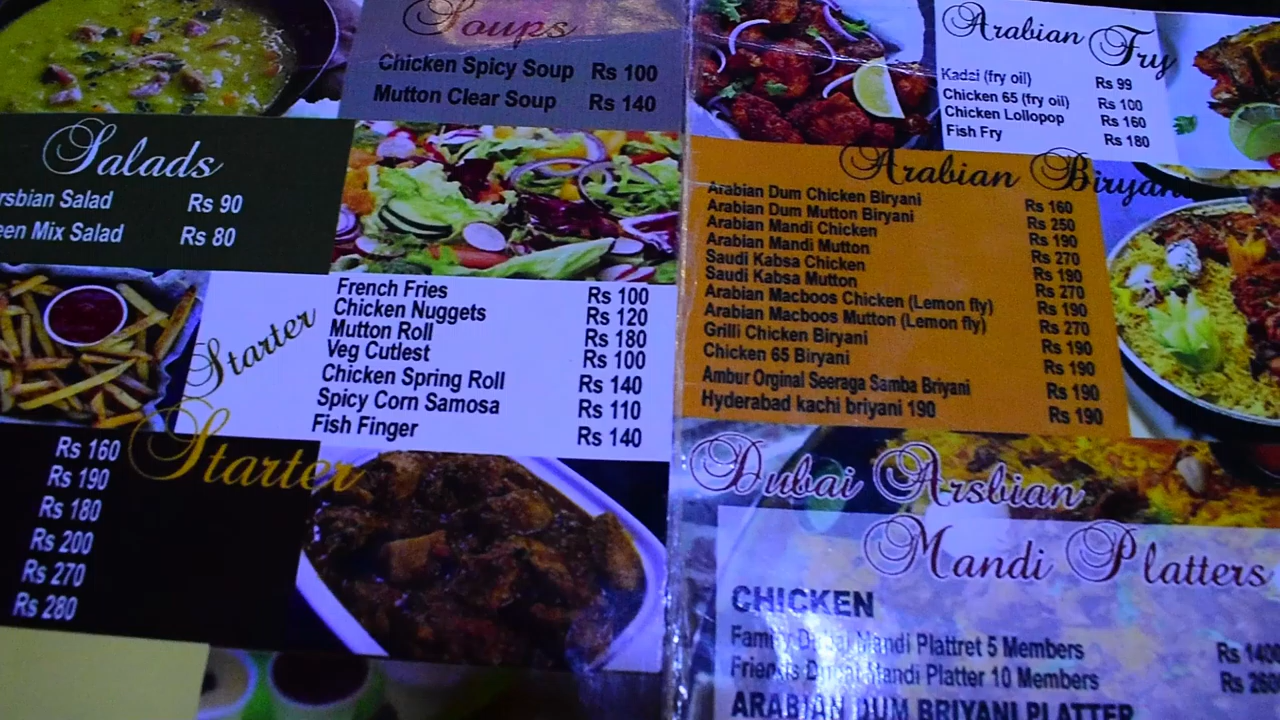 Soups
Chicken Spicy Soup Rs 100
Mutton Clear Soup Rs 140
Salads
rsbian Salad Rs 90
een Mix Salad Rs 80
Starter
French Fries Rs 100
Chicken Nuggets Rs 120
Mutton Roll Rs 180
Veg Cutlest Rs 100
Chicken Spring Roll Rs 140
Spicy Corn Samosa Rs 110
Fish Finger Rs 140
Starter
Rs 160
Rs 190
Rs 180
Rs 200
Rs 270
Rs 280
Arabian Fry
Kadai (fry oil) Rs 99
Chicken 65 (fry oil) Rs 100
Chicken Lollopop Rs 160
Fish Fry Rs 180
Arabian Biryani
Arabian Dum Chicken Biryani Rs 160
Arabian Dum Mutton Biryani Rs 250
Arabian Mandi Chicken Rs 190
Arabian Mandi Mutton Rs 270
Saudi Kabsa Chicken Rs 190
Saudi Kabsa Mutton Rs 270
Arabian Macboos Chicken (Lemon fly) Rs 190
Arabian Macboos Mutton (Lemon fly) Rs 270
Grilli Chicken Biryani Rs 190
Chicken 65 Biryani Rs 190
Ambur Orginal Seeraga Samba Briyani Rs 190
Hyderabad kachi briyani 190 Rs 190
Dubai Arsbian
Mandi Platters
CHICKEN
Family Dubai Mandi Plattret 5 Members Rs 1400
Friends Dubai Mandi Platter 10 Members Rs 260
ARABIAN DUM BRIYANI PLATTER